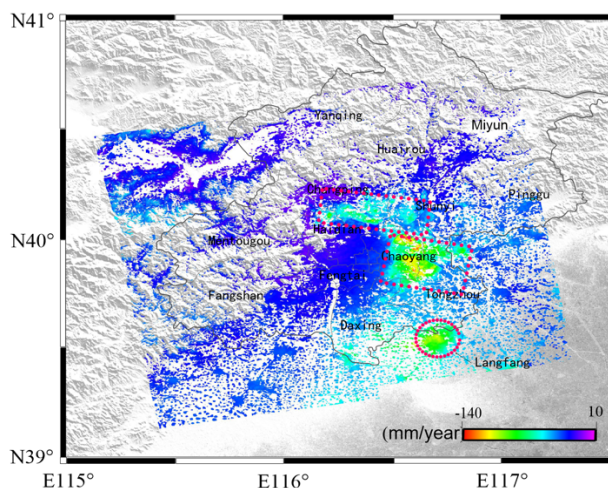 N41°
Yanqing
Miyun
Huairou
Pinggu
Changping
Shunyi
N40°
Haidian
Mentougou
Chaoyang
Fengtai
Fangshan
Tongzhou
Daxing
Langfang
-140 10
(mm/year
N39°
E115° E116° E117°